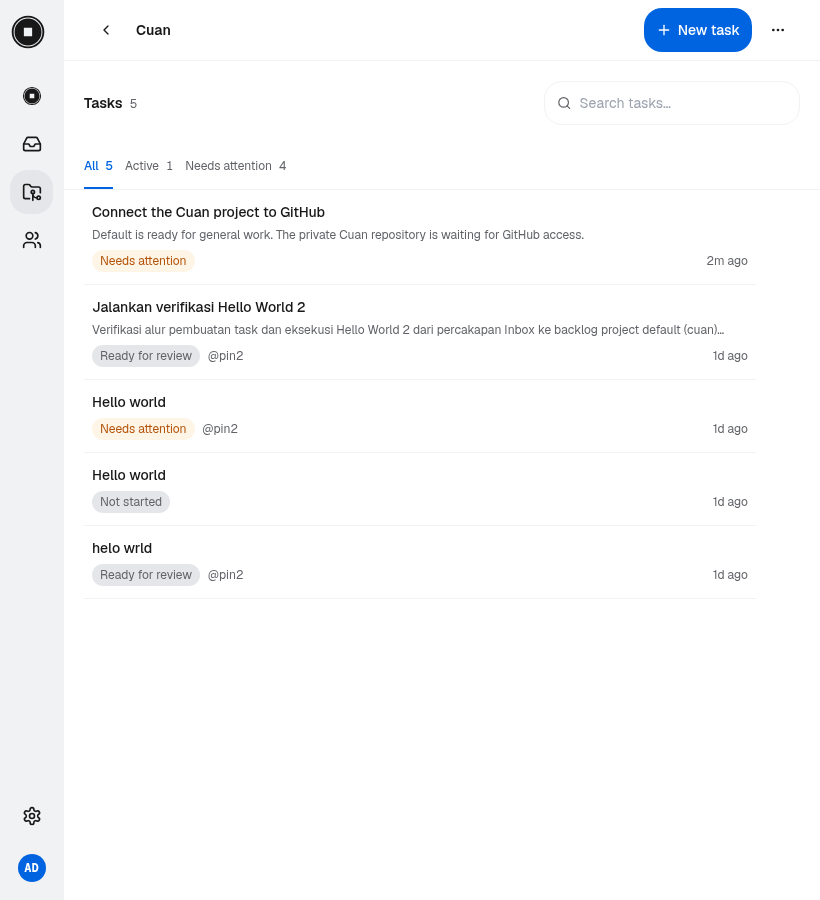 Cuan
New task
Tasks 5
Search tasks...
All 5 Active 1 Needs attention 4
Connect the Cuan project to GitHub
Default is ready for general work. The private Cuan repository is waiting for GitHub access.
Needs attention 2m ago
Jalankan verifikasi Hello World 2
Verifikasi alur pembuatan task dan eksekusi Hello World 2 dari percakapan Inbox ke backlog project default (cuan)...
Ready for review @pin2 1d ago
Hello world
Needs attention @pin2 1d ago
Hello world
Not started 1d ago
helo wrld
Ready for review @pin2 1d ago
AD